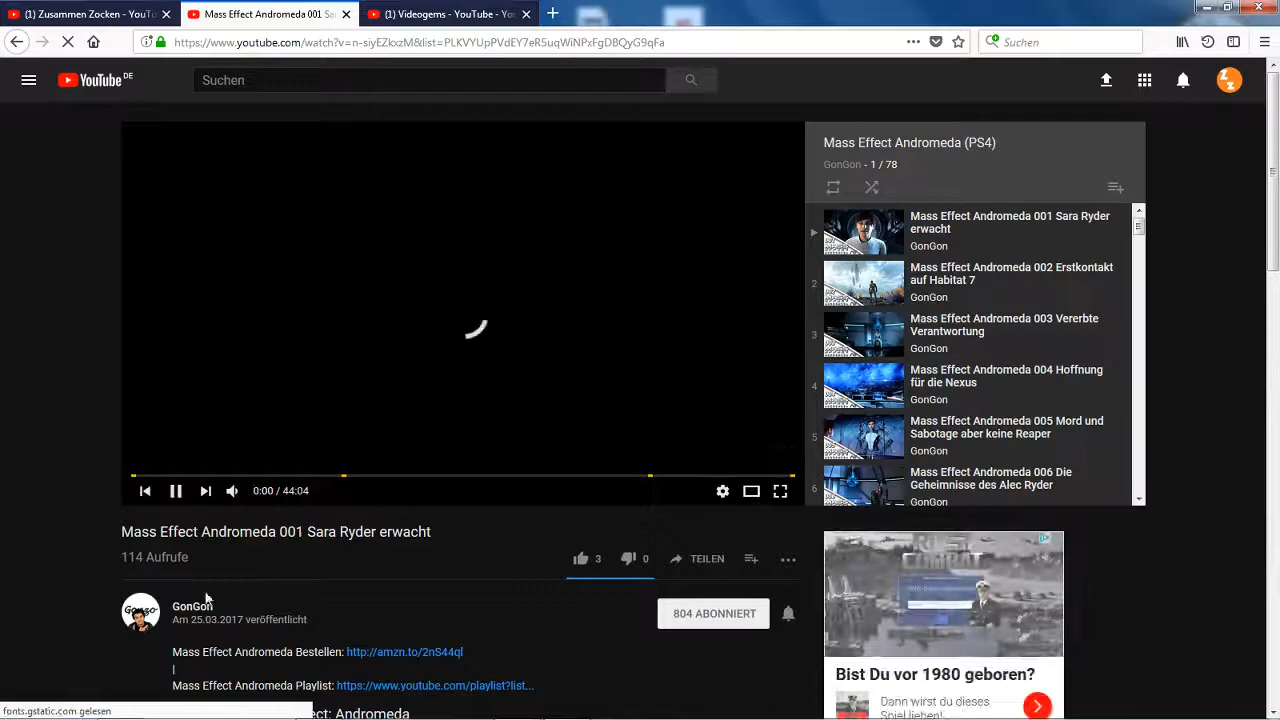 (1) Zusammen Zocken - YouT
Mass Effect Andromeda 001 Sa
(1) Videogems - YouTube - You
https://www.youtube.com/watch?v=n-siyEZkxzM&list=PLKVYUpPVdEY7eR5uqWiNPxFgDBQyG9qFa
Suchen
YouTube DE
Suchen
Mass Effect Andromeda (PS4)
GonGon - 1 / 78
Mass Effect Andromeda 001 Sara Ryder
erwacht
GonGon
2
Mass Effect Andromeda 002 Erstkontakt
auf Habitat 7
GonGon
3
Mass Effect Andromeda 003 Vererbte
Verantwortung
GonGon
4
Mass Effect Andromeda 004 Hoffnung
für die Nexus
GonGon
5
Mass Effect Andromeda 005 Mord und
Sabotage aber keine Reaper
GonGon
6
Mass Effect Andromeda 006 Die
Geheimnisse des Alec Ryder
GonGon
0:00 / 44:04
Mass Effect Andromeda 001 Sara Ryder erwacht
114 Aufrufe
3
0
TEILEN
Gongo
GonGon
Am 25.03.2017 veröffentlicht
804 ABONNIERT
Mass Effect Andromeda Bestellen: http://amzn.to/2nS44ql
|
Mass Effect Andromeda Playlist: https://www.youtube.com/playlist?list...
ct: Andromeda
Bist Du vor 1980 geboren?
Dann wirst du dieses
Spiel lieben!
fonts.gstatic.com gelesen